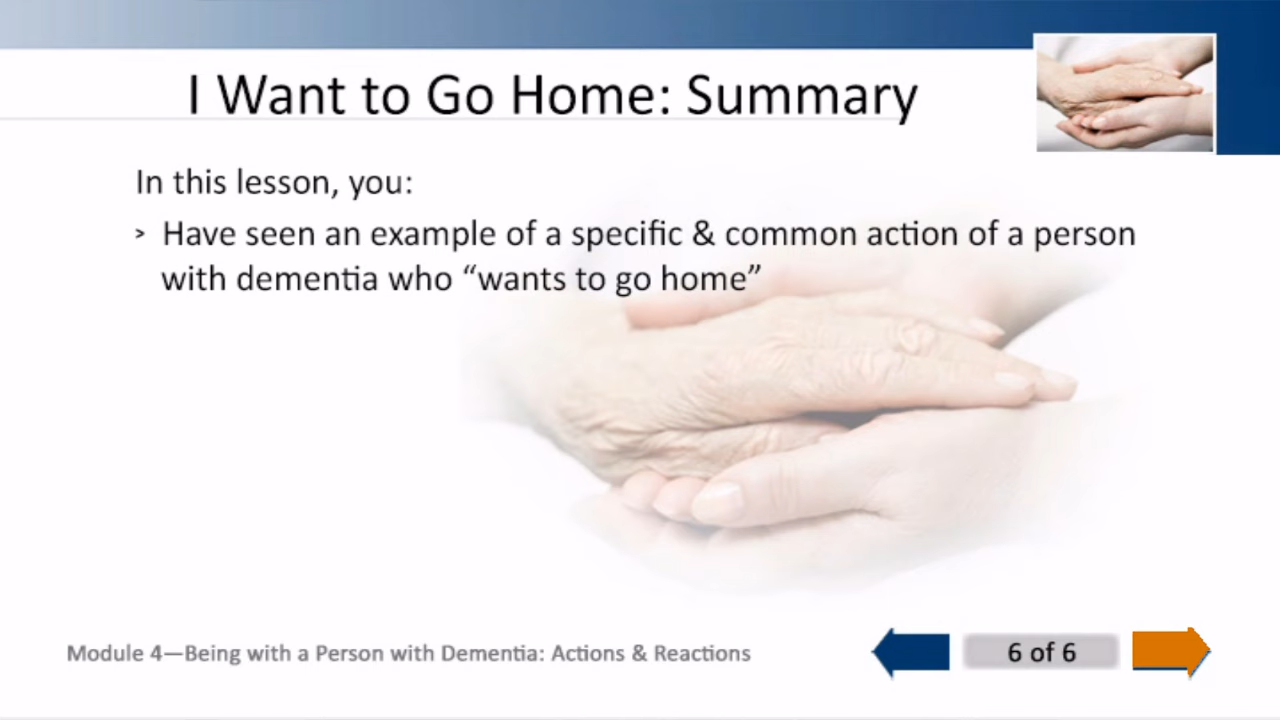 I Want to Go Home: Summary
In this lesson, you:
> Have seen an example of a specific & common action of a person
with dementia who “wants to go home”
Module 4—Being with a Person with Dementia: Actions & Reactions
6 of 6